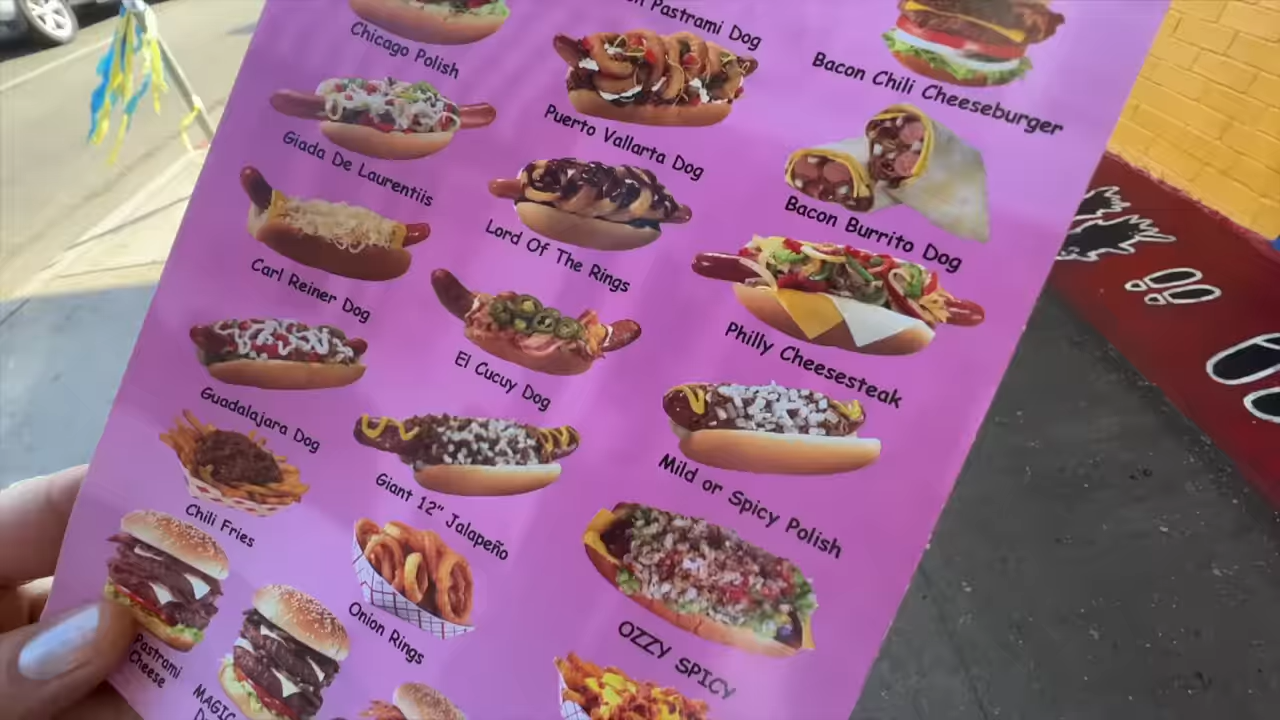 Chicago Polish
Pastrami Dog
Bacon Chili Cheeseburger
Giada De Laurentiis
Puerto Vallarta Dog
Bacon Burrito Dog
Carl Reiner Dog
Lord Of The Rings
Philly Cheesesteak
Guadalajara Dog
El Cucuy Dog
Mild or Spicy Polish
Chili Fries
Giant 12" Jalapeño
OZZY SPICY
Pastrami
Cheese
Onion Rings
MAGIC